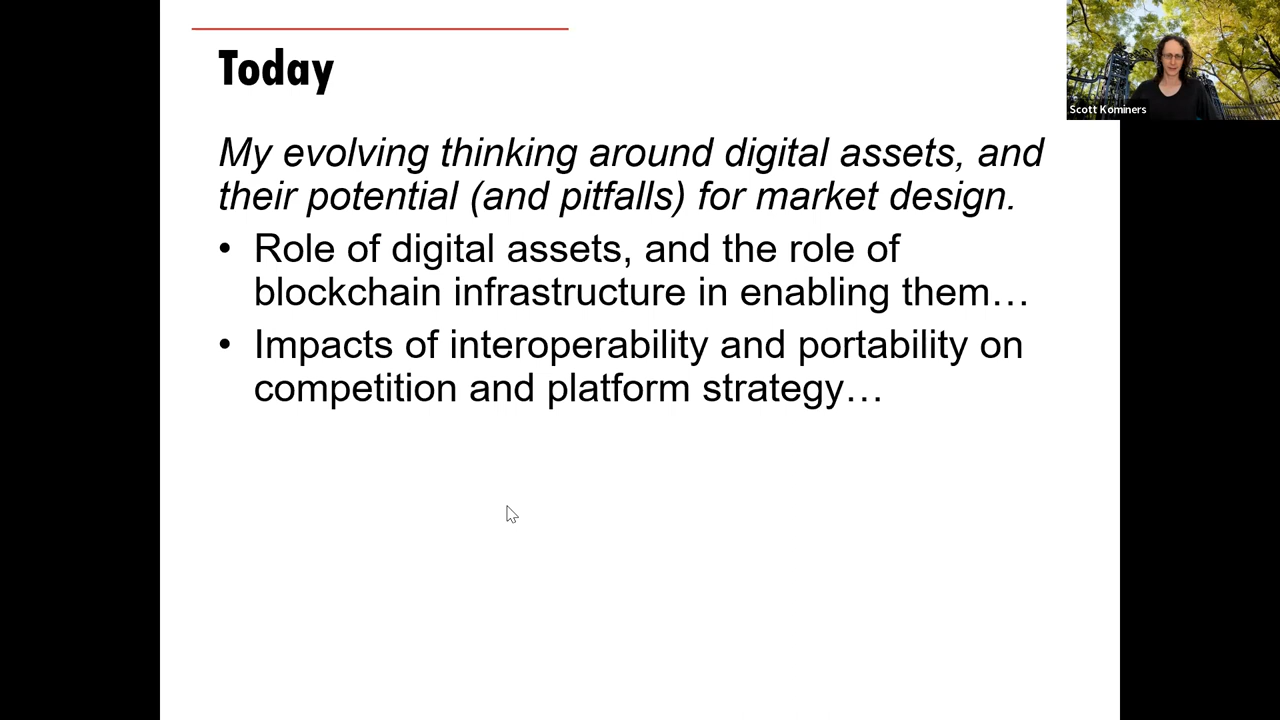 Today
My evolving thinking around digital assets, and
their potential (and pitfalls) for market design.
• Role of digital assets, and the role of
blockchain infrastructure in enabling them…
• Impacts of interoperability and portability on
competition and platform strategy…
Scott Kominers